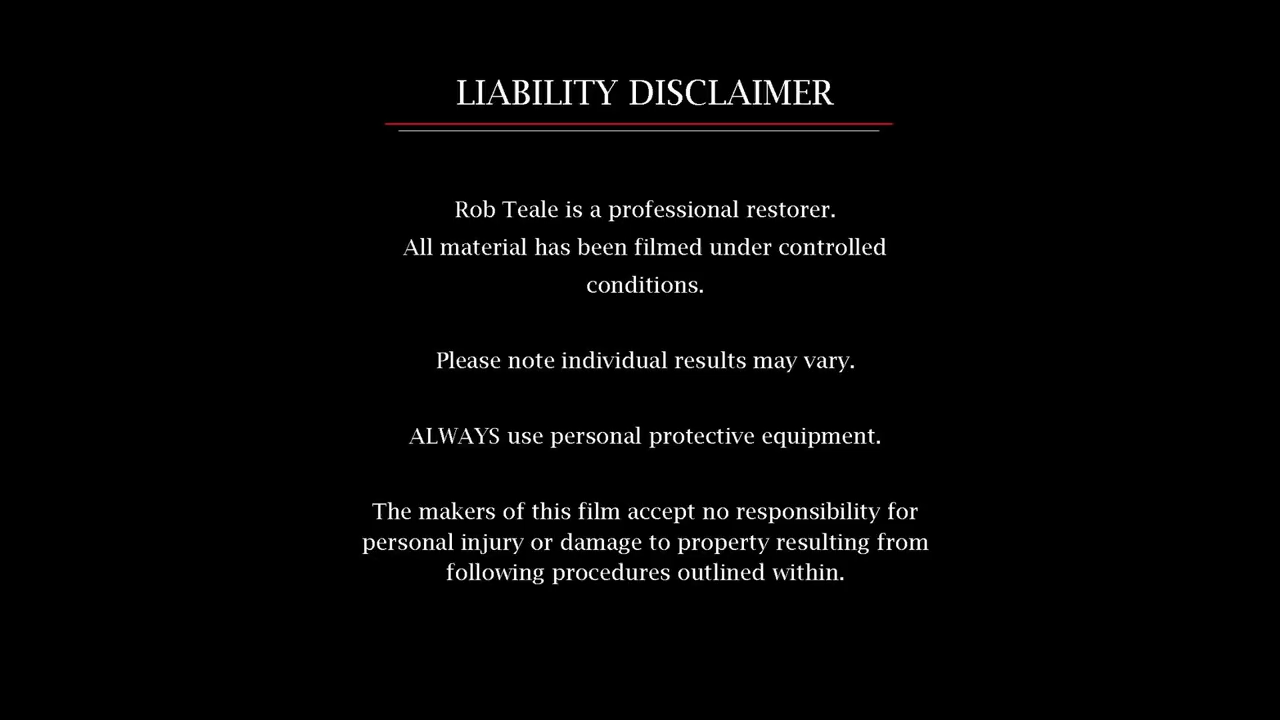 LIABILITY DISCLAIMER
Rob Teale is a professional restorer.
All material has been filmed under controlled
conditions.
Please note individual results may vary.
ALWAYS use personal protective equipment.
The makers of this film accept no responsibility for
personal injury or damage to property resulting from
following procedures outlined within.